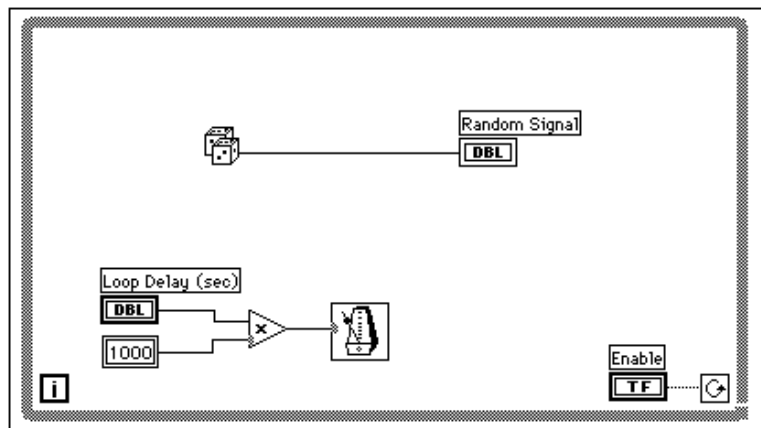 Random Signal
DBL
Loop Delay (sec)
DBL
x
1000
Enable
i
TF